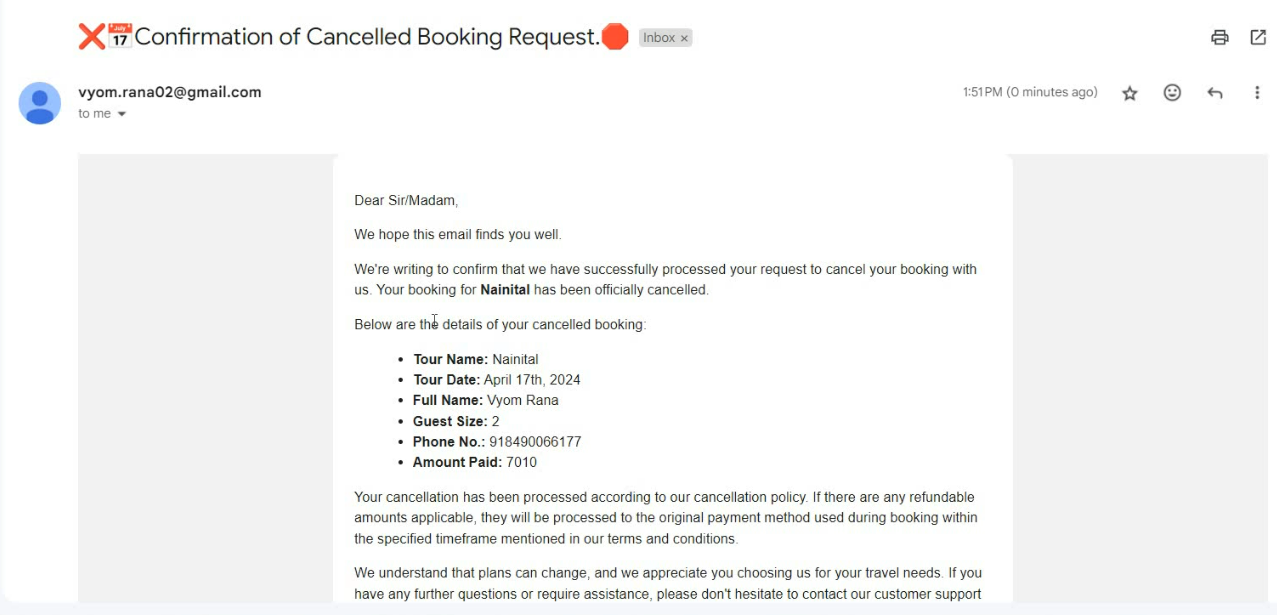 ❌📅Confirmation of Cancelled Booking Request.🛑 Inbox ×
vyom.rana02@gmail.com
1:51 PM (0 minutes ago)
to me
Dear Sir/Madam,
We hope this email finds you well.
We're writing to confirm that we have successfully processed your request to cancel your booking with
us. Your booking for Nainital has been officially cancelled.
Below are the details of your cancelled booking:
• Tour Name: Nainital
• Tour Date: April 17th, 2024
• Full Name: Vyom Rana
• Guest Size: 2
• Phone No.: 918490066177
• Amount Paid: 7010
Your cancellation has been processed according to our cancellation policy. If there are any refundable
amounts applicable, they will be processed to the original payment method used during booking within
the specified timeframe mentioned in our terms and conditions.
We understand that plans can change, and we appreciate you choosing us for your travel needs. If you
have any further questions or require assistance, please don't hesitate to contact our customer support